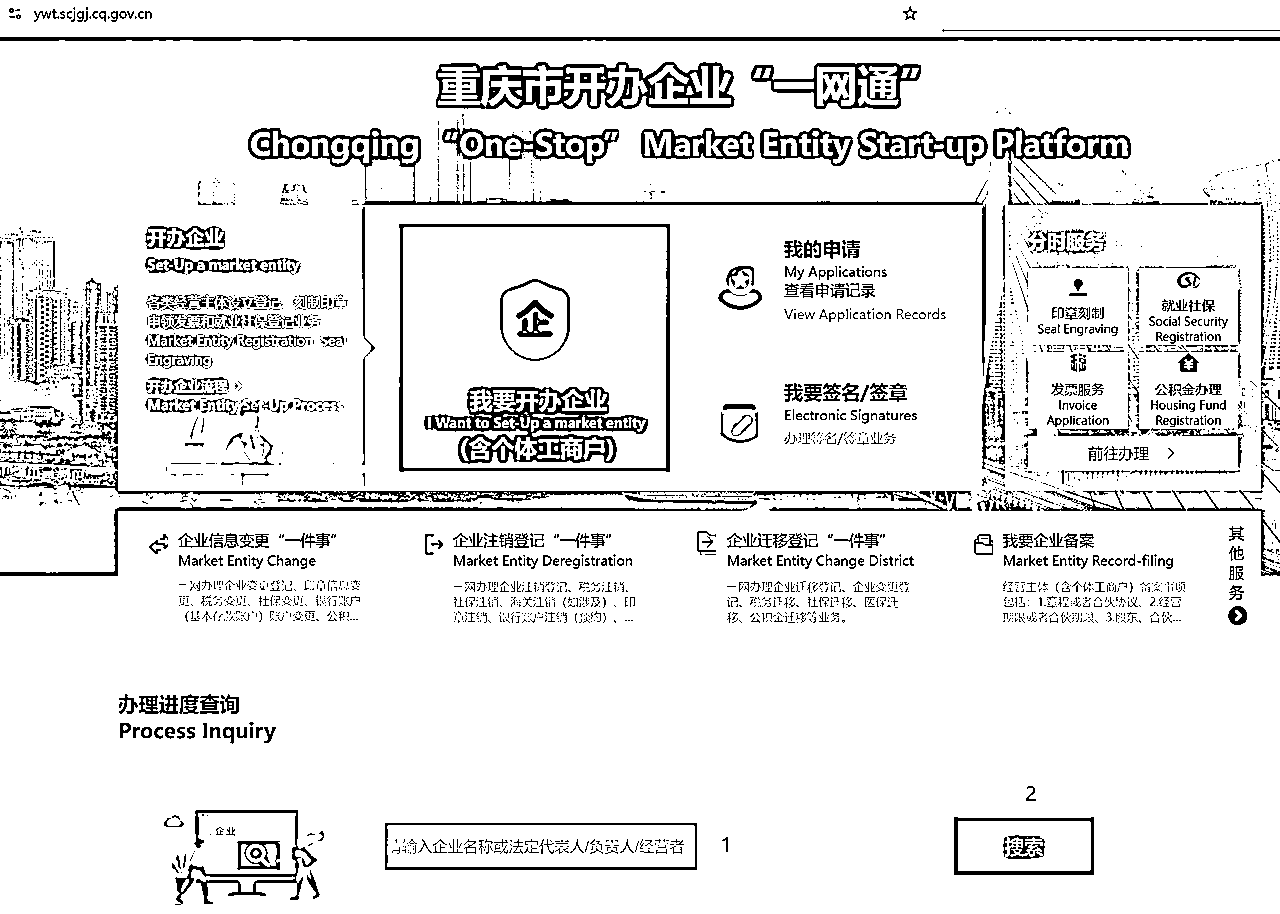 ywt.scjgj.cq.gov.cn
重庆市开办企业 “一网通”
Chongqing “One-Stop” Market Entity Start-up Platform
开办企业
Set-Up a market entity
各类经营主体设立登记、刻制印章
申领发票和就业社保登记业务
Market Entity Registration Seal
Engraving
开办企业流程 >
Market Entity Set-Up Process
企
我要开办企业
I Want to Set-Up a market entity
(含个体工商户)
我的申请
My Applications
查看申请记录
View Application Records
我要签名/签章
Electronic Signatures
办理签名/签章业务
分时服务
印章刻制
Seal Engraving
就业社保
Social Security
Registration
发票服务
Invoice
Application
公积金办理
Housing Fund
Registration
前往办理 >
企业信息变更 “一件事”
Market Entity Change
一网办理企业变更登记、印章信息变
更、税务变更、社保变更、银行账户
（基本存款账户）账户变更、公积...
企业注销登记 “一件事”
Market Entity Deregistration
一网办理企业注销登记、税务注销、
社保注销、海关注销（如涉及）、印
章注销、银行账户注销（预约）、...
企业迁移登记 “一件事”
Market Entity Change District
一网办理企业迁移登记、企业变更登
记、税务迁移、社保迁移、医保迁
移、公积金迁移等业务。
我要企业备案
Market Entity Record-filing
经营主体（含个体工商户）备案事项
包括：1.章程或者合伙协议、2.经营
期限或者合伙期限、3.股东、合伙...
其他服务
办理进度查询
Process Inquiry
企业
请输入企业名称或法定代表人/负责人/经营者
1
2
搜索